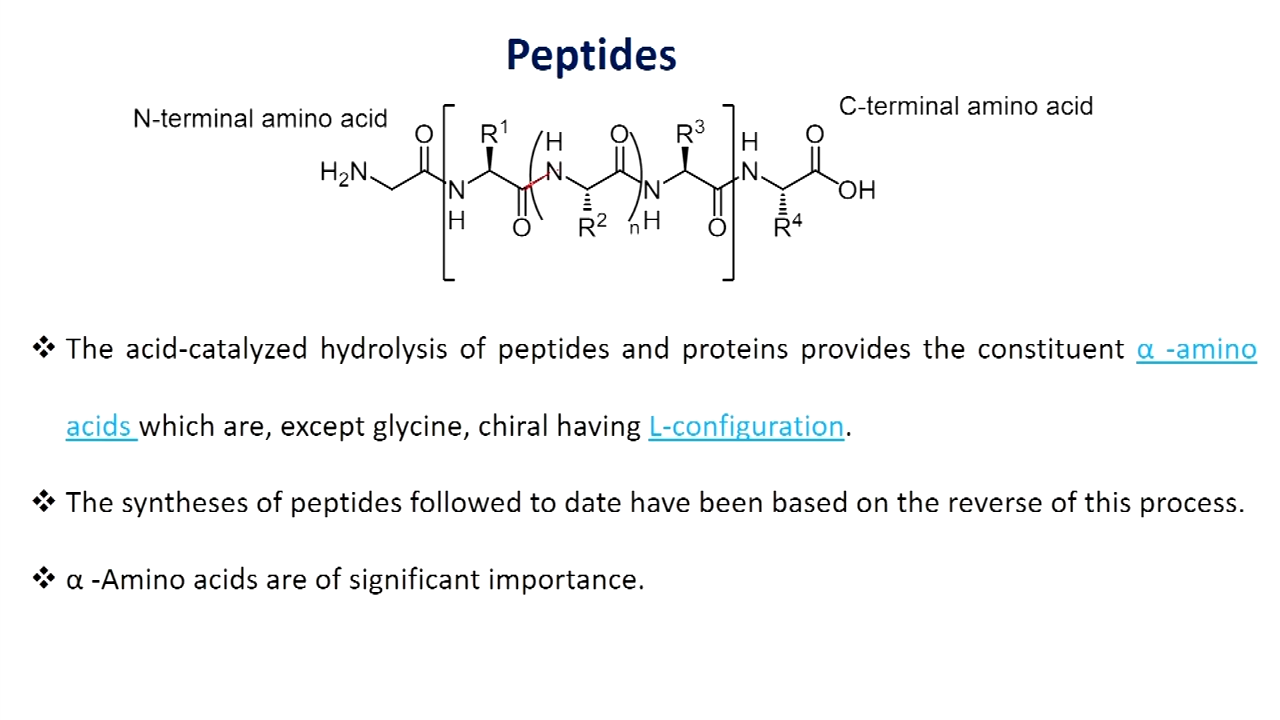 Peptides
N-terminal amino acid
C-terminal amino acid
O R¹ H O R³ H O
H₂N N N N N OH
H O R² n H O R⁴
❖ The acid-catalyzed hydrolysis of peptides and proteins provides the constituent α -amino
acids which are, except glycine, chiral having L-configuration.
❖ The syntheses of peptides followed to date have been based on the reverse of this process.
❖ α -Amino acids are of significant importance.